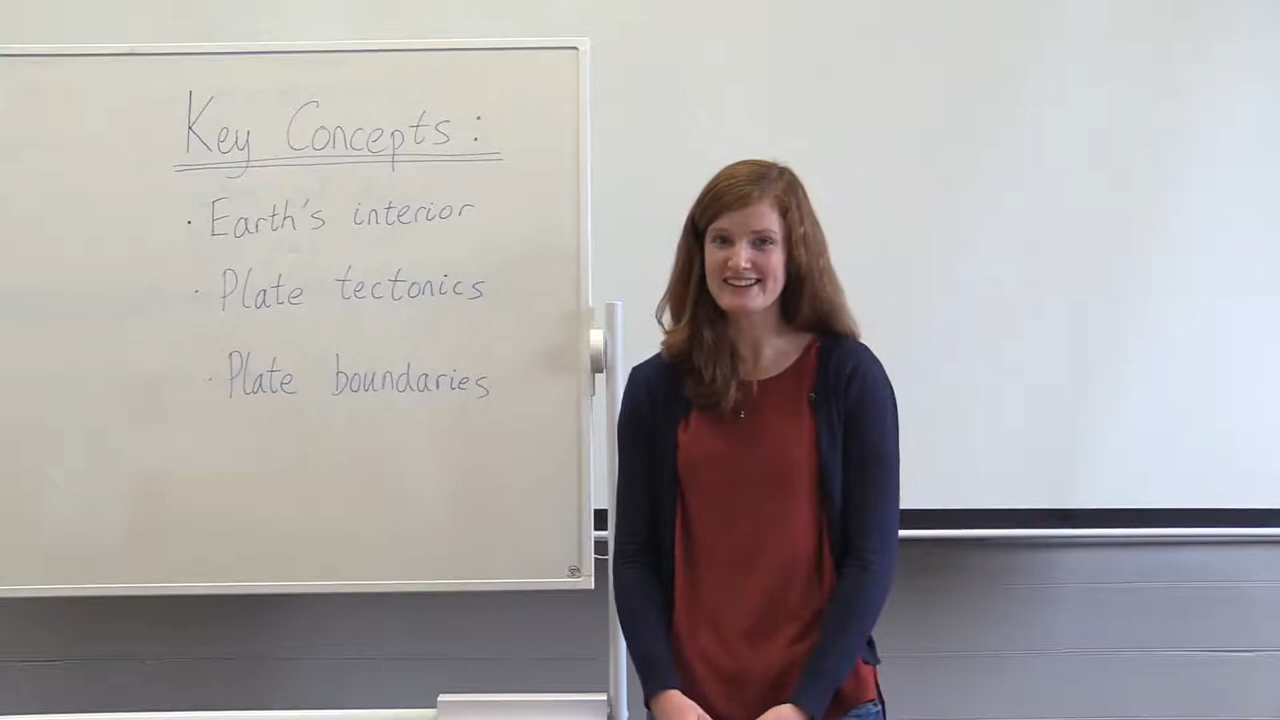 Key Concepts:
· Earth's interior
· Plate tectonics
· Plate boundaries